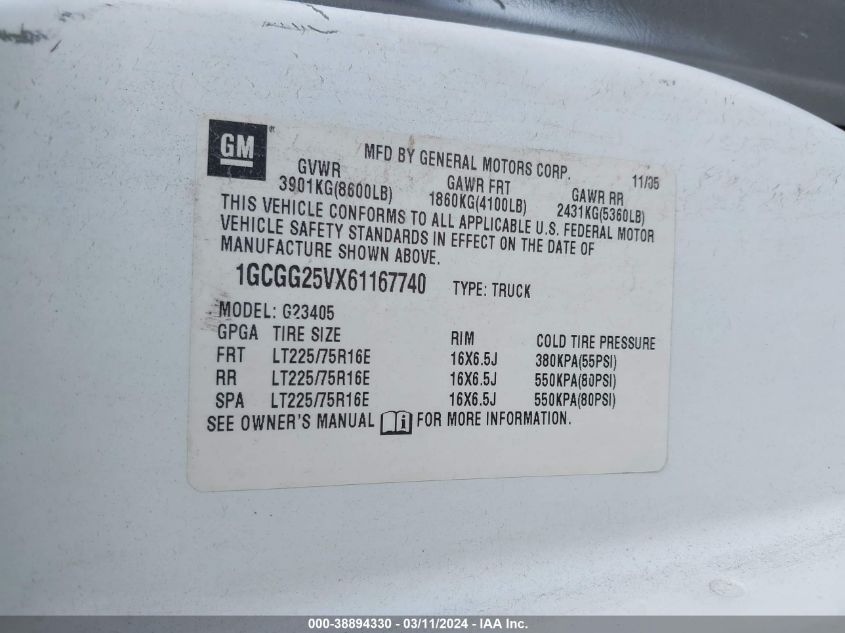 GM ®
MFD BY GENERAL MOTORS CORP. 11/05
GVWR GAWR FRT GAWR RR
3901KG(8600LB) 1860KG(4100LB) 2431KG(5360LB)
THIS VEHICLE CONFORMS TO ALL APPLICABLE U.S. FEDERAL MOTOR
VEHICLE SAFETY STANDARDS IN EFFECT ON THE DATE OF
MANUFACTURE SHOWN ABOVE.
1GCGG25VX61167740 TYPE: TRUCK
MODEL: G23405
GPGA TIRE SIZE RIM COLD TIRE PRESSURE
FRT LT225/75R16E 16X6.5J 380KPA(55PSI)
RR LT225/75R16E 16X6.5J 550KPA(80PSI)
SPA LT225/75R16E 16X6.5J 550KPA(80PSI)
SEE OWNER'S MANUAL i FOR MORE INFORMATION.
000-38894330 - 03/11/2024 - IAA Inc.